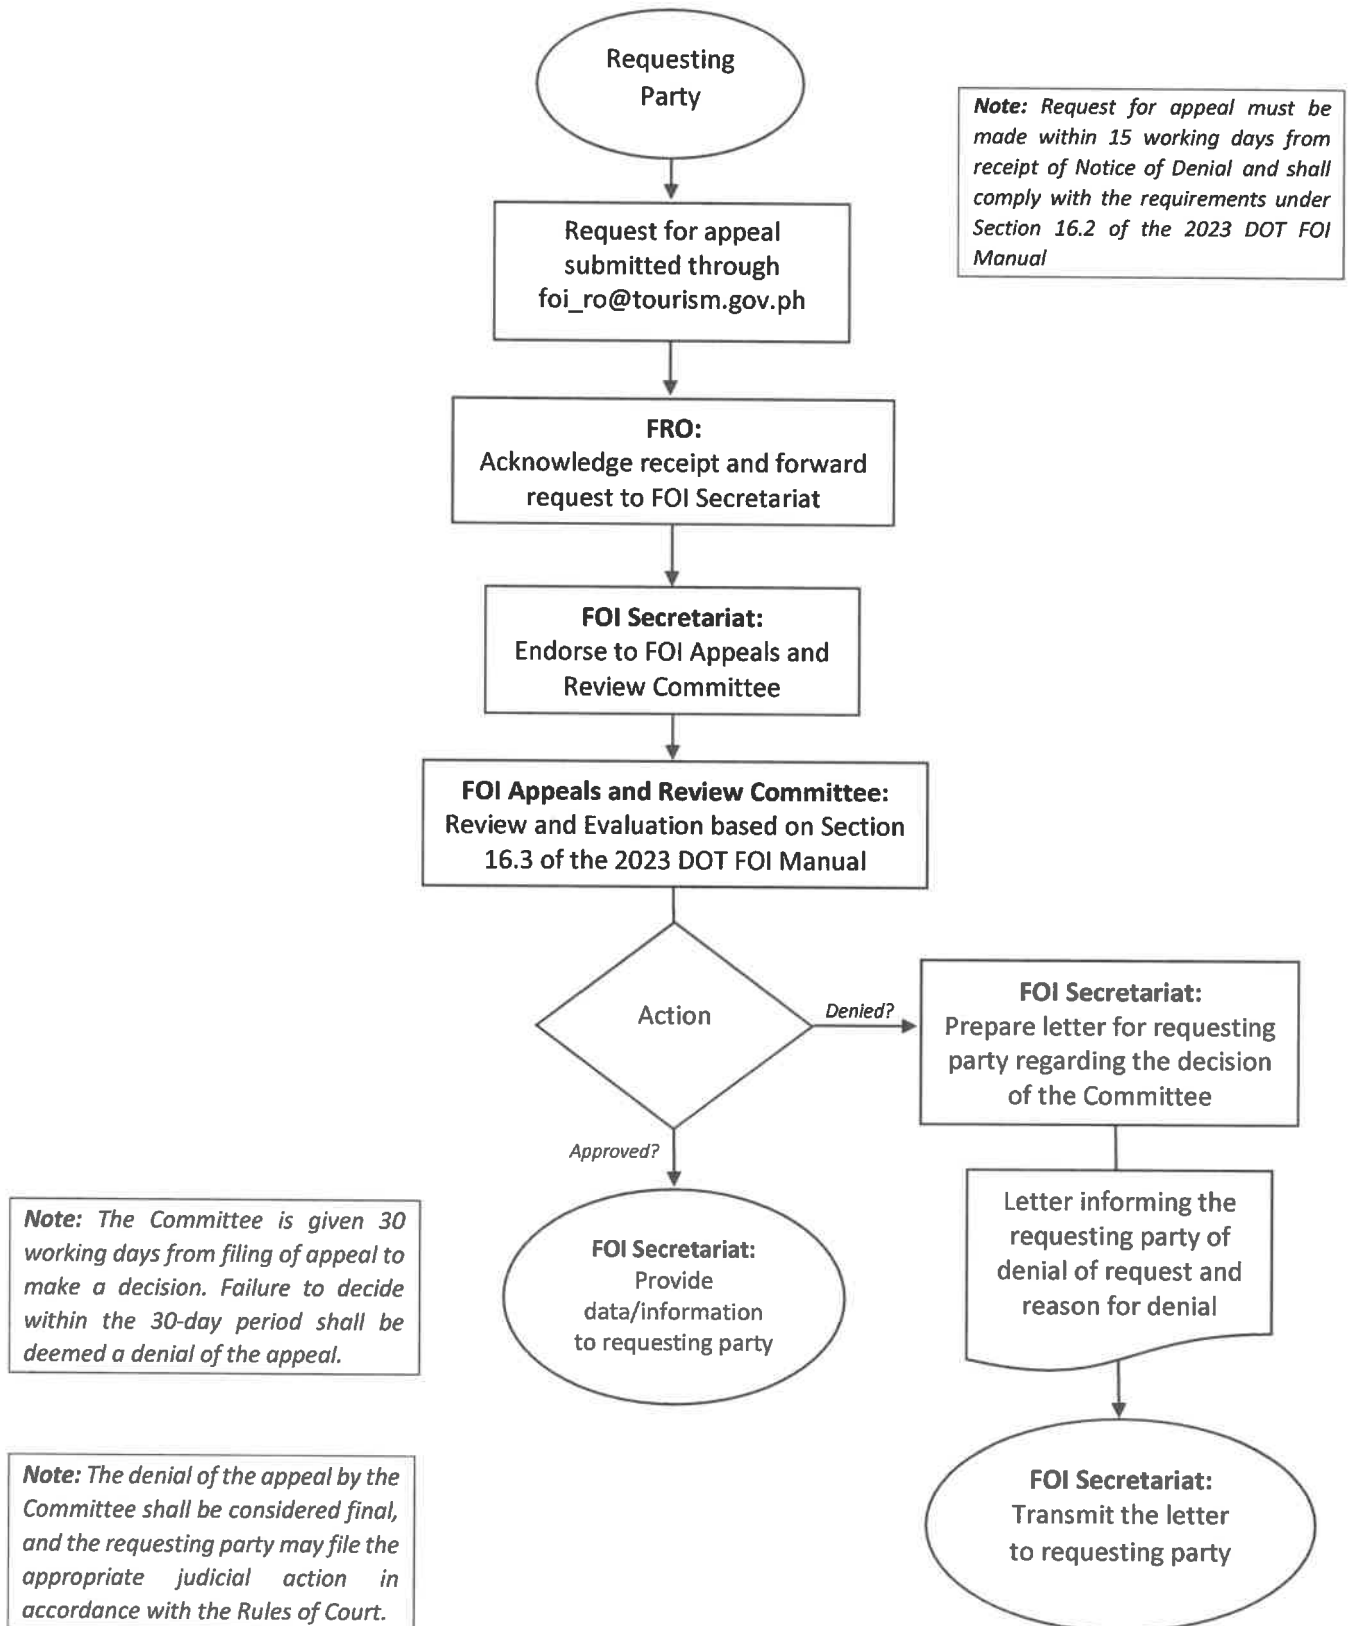 Requesting
Party
Note: Request for appeal must be
made within 15 working days from
receipt of Notice of Denial and shall
comply with the requirements under
Section 16.2 of the 2023 DOT FOI
Manual
Request for appeal
submitted through
foi_ro@tourism.gov.ph
FRO:
Acknowledge receipt and forward
request to FOI Secretariat
FOI Secretariat:
Endorse to FOI Appeals and
Review Committee
FOI Appeals and Review Committee:
Review and Evaluation based on Section
16.3 of the 2023 DOT FOI Manual
Action
Denied?
FOI Secretariat:
Prepare letter for requesting
party regarding the decision
of the Committee
Approved?
Letter informing the
requesting party of
denial of request and
reason for denial
Note: The Committee is given 30
working days from filing of appeal to
make a decision. Failure to decide
within the 30-day period shall be
deemed a denial of the appeal.
FOI Secretariat:
Provide
data/information
to requesting party
Note: The denial of the appeal by the
Committee shall be considered final,
and the requesting party may file the
appropriate judicial action in
accordance with the Rules of Court.
FOI Secretariat:
Transmit the letter
to requesting party